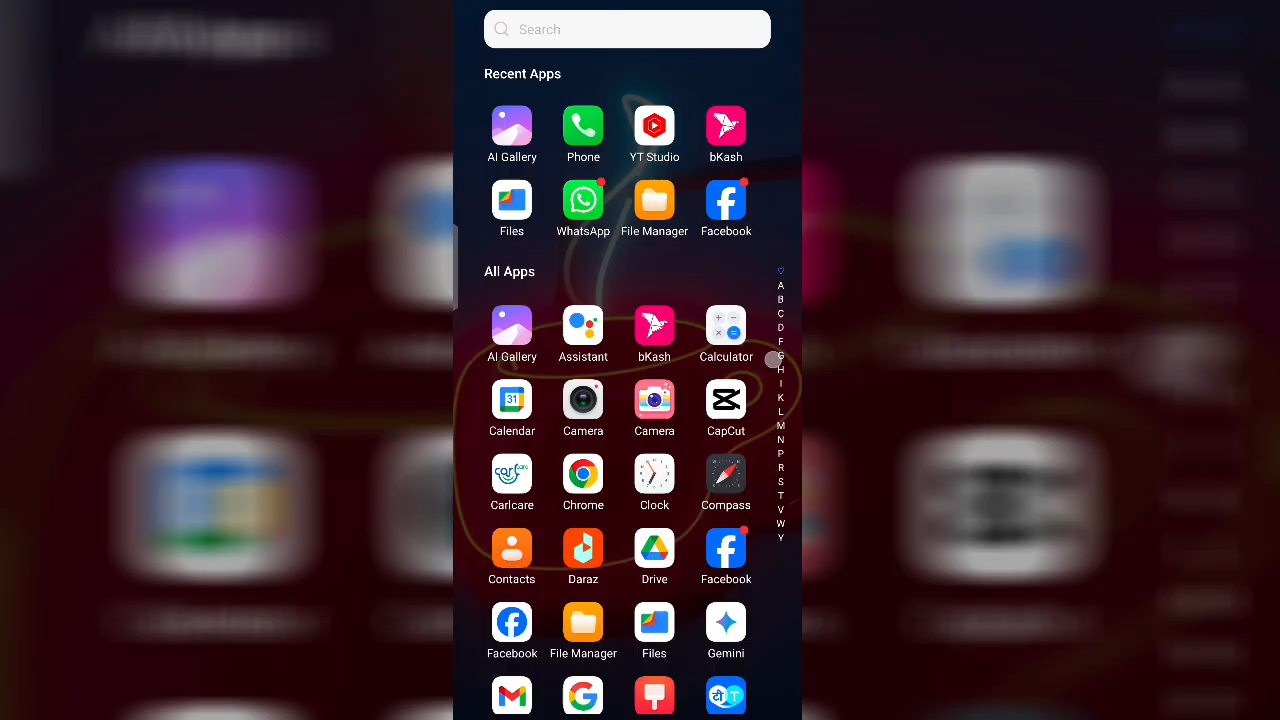 Search
Recent Apps
AI Gallery Phone YT Studio bKash
Files WhatsApp File Manager Facebook
All Apps
AI Gallery Assistant bKash Calculator
31
Calendar Camera Camera CapCut
Carlcare Chrome Clock Compass
Contacts Daraz Drive Facebook
Facebook File Manager Files Gemini
A
B
C
D
F
G
H
I
K
L
M
N
P
R
S
T
V
W
Y